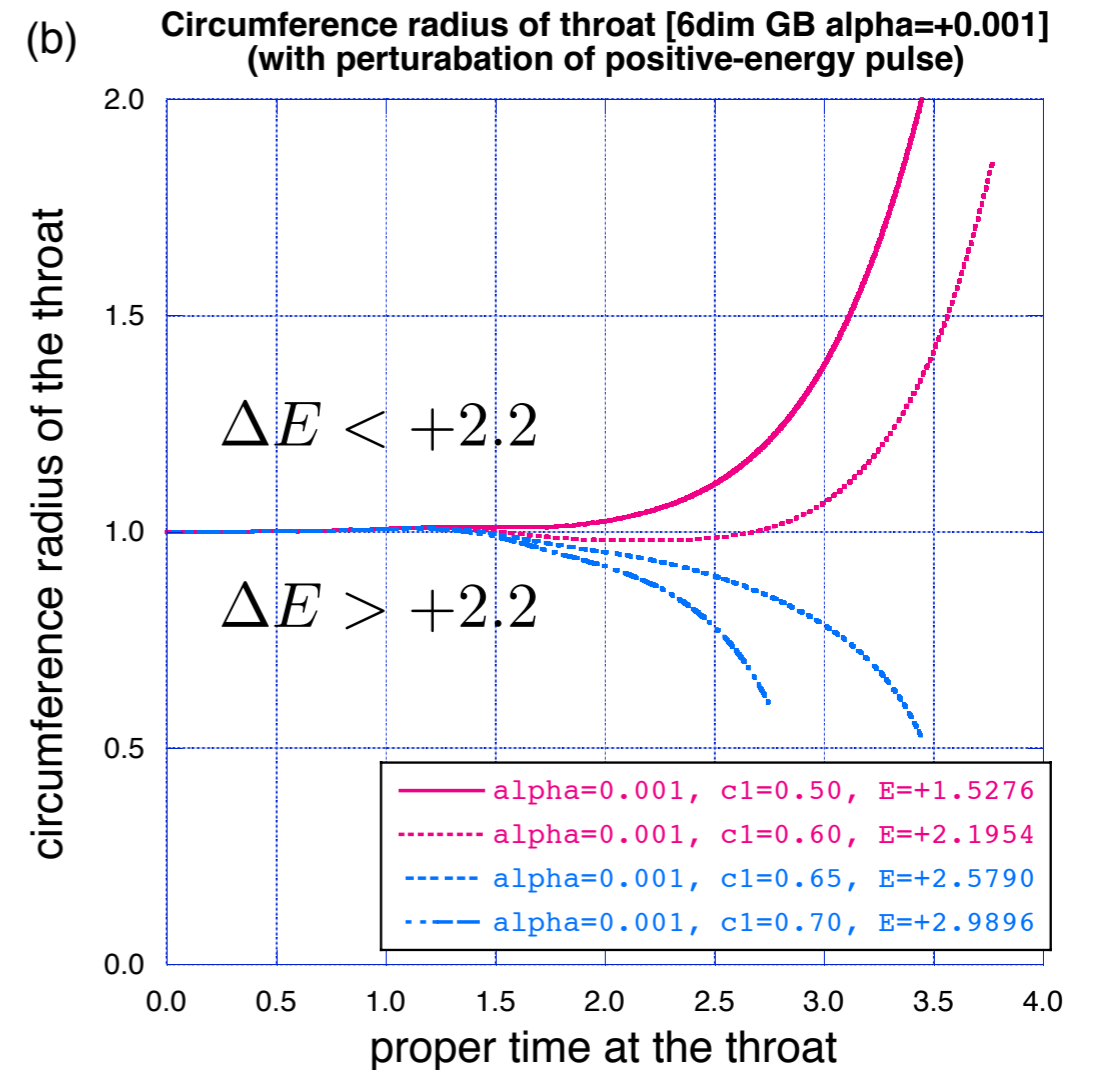 (b)
Circumference radius of throat [6dim GB alpha=+0.001]
(with perturabation of positive-energy pulse)
circumference radius of the throat
2.0
1.5
1.0
0.5
0.0
ΔE < +2.2
ΔE > +2.2
alpha=0.001, c1=0.50, E=+1.5276
alpha=0.001, c1=0.60, E=+2.1954
alpha=0.001, c1=0.65, E=+2.5790
alpha=0.001, c1=0.70, E=+2.9896
0.0 0.5 1.0 1.5 2.0 2.5 3.0 3.5 4.0
proper time at the throat